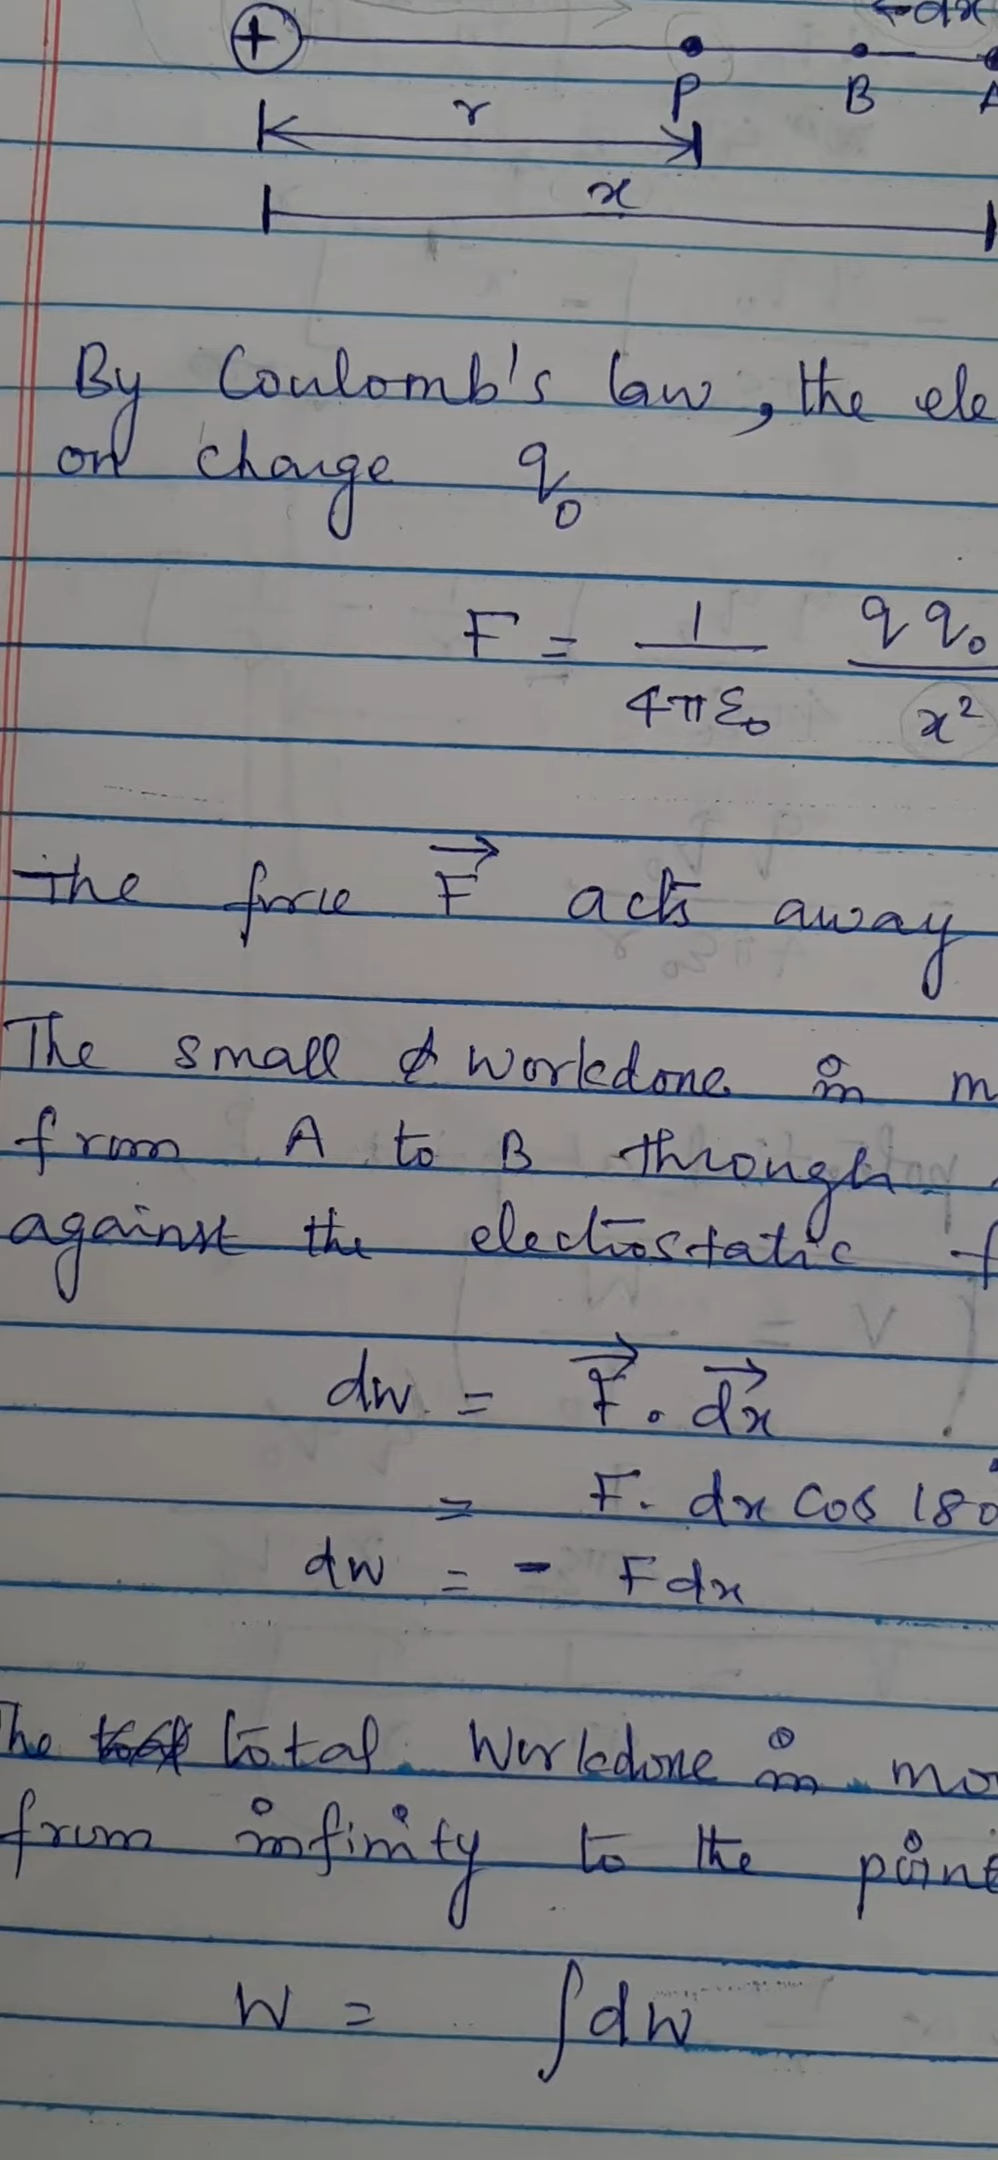 +
←dx
P B A
r
x
By Coulomb's law, the ele
on charge q₀
F = 1/4πε₀ q q₀/x²
The force F⃗ acts away
The small workdone in m
from A to B through
against the electrostatic f
dw = F⃗ . dx⃗
= F. dx cos 180
dw = - Fdx
The total Workdone in mo
from infinity to the point
W = ∫dw